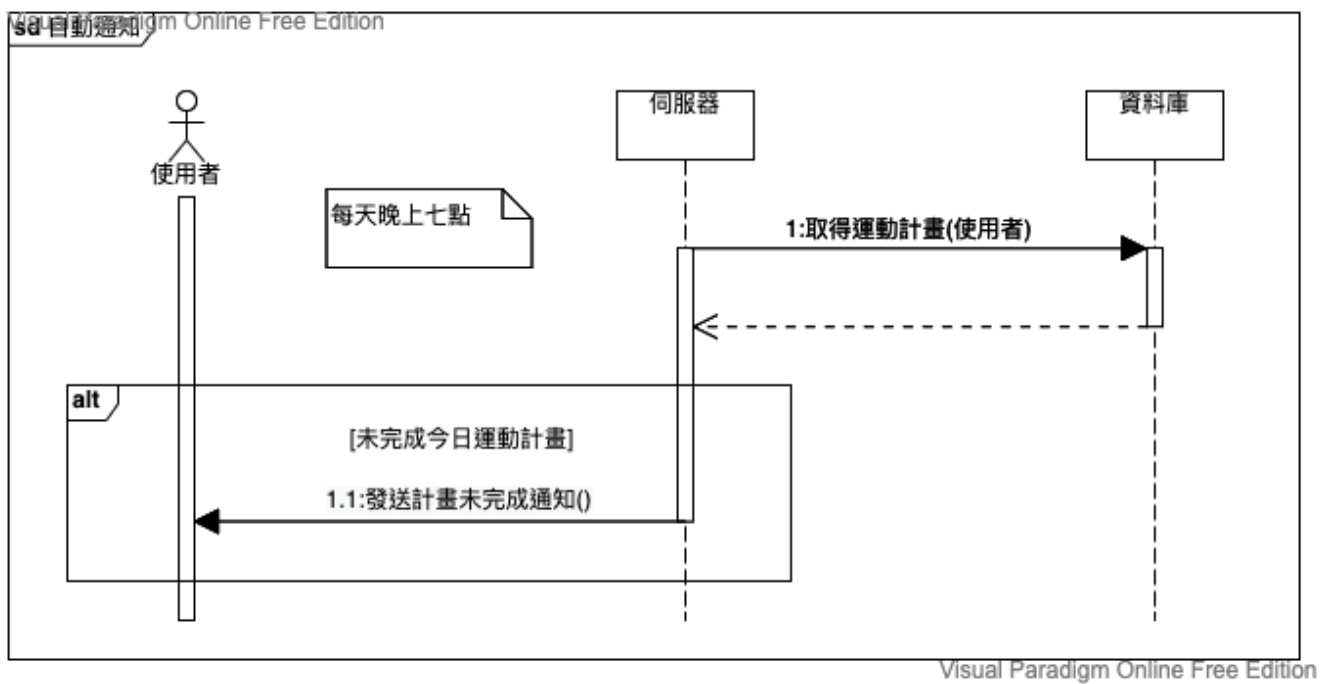 Visual Paradigm Online Free Edition
sd 自動通知
伺服器
資料庫
使用者
每天晚上七點
1:取得運動計畫(使用者)
alt
[未完成今日運動計畫]
1.1:發送計畫未完成通知()
Visual Paradigm Online Free Edition